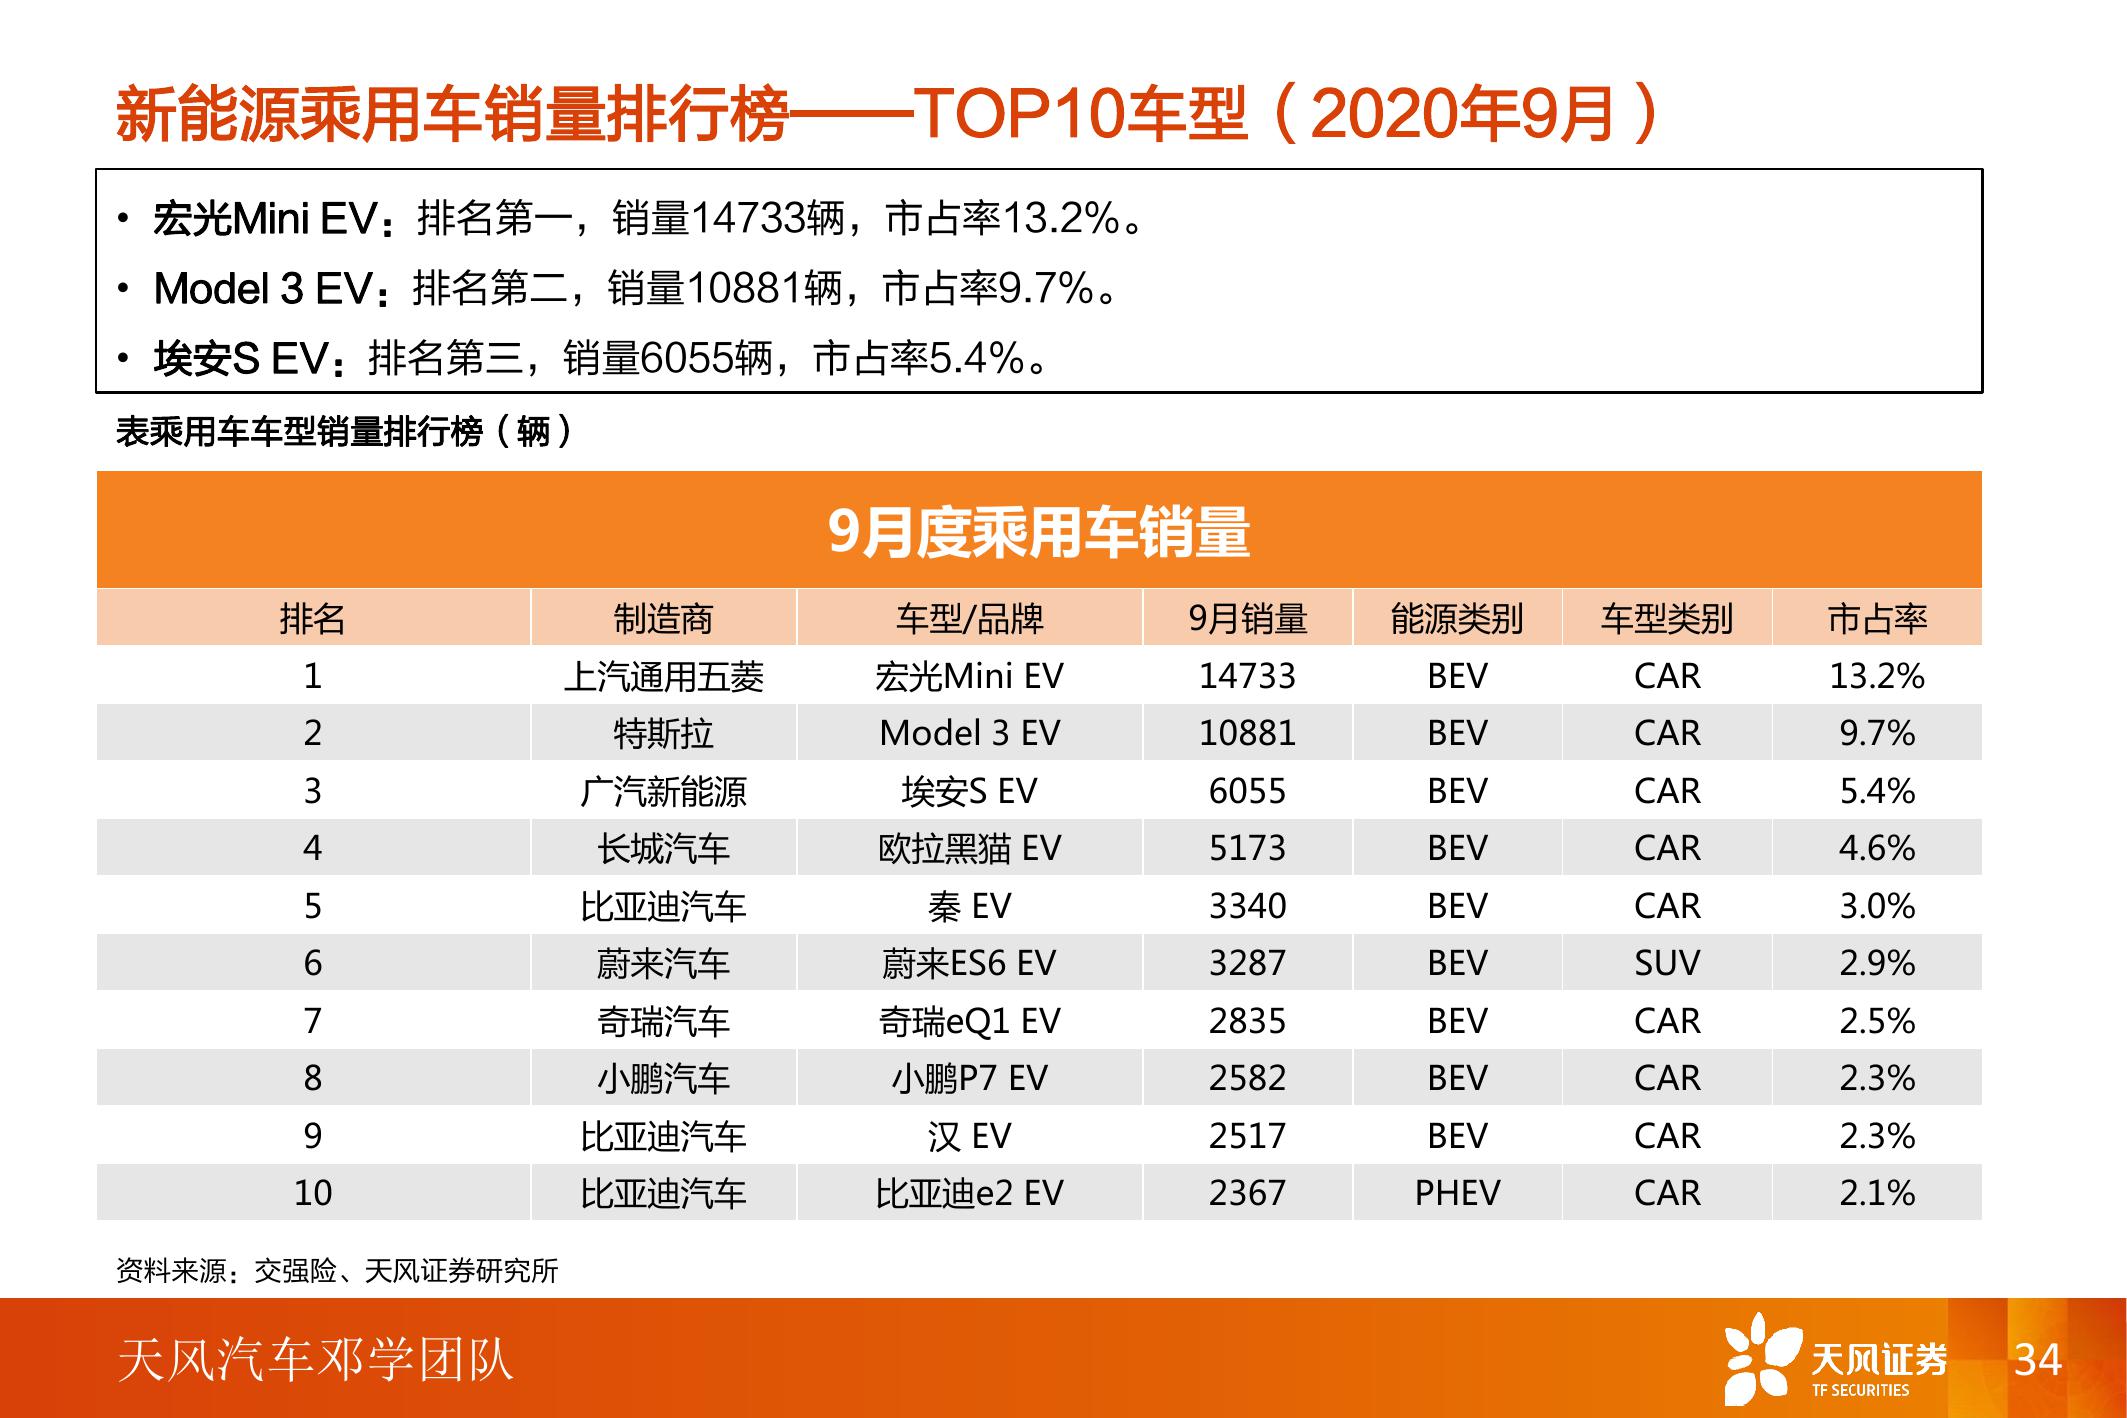 新能源乘用车销量排行榜——TOP10车型（2020年9月）
• 宏光Mini EV：排名第一，销量14733辆，市占率13.2%。
• Model 3 EV：排名第二，销量10881辆，市占率9.7%。
• 埃安S EV：排名第三，销量6055辆，市占率5.4%。
表乘用车车型销量排行榜（辆）
9月度乘用车销量
排名 制造商 车型/品牌 9月销量 能源类别 车型类别 市占率
1 上汽通用五菱 宏光Mini EV 14733 BEV CAR 13.2%
2 特斯拉 Model 3 EV 10881 BEV CAR 9.7%
3 广汽新能源 埃安S EV 6055 BEV CAR 5.4%
4 长城汽车 欧拉黑猫 EV 5173 BEV CAR 4.6%
5 比亚迪汽车 秦 EV 3340 BEV CAR 3.0%
6 蔚来汽车 蔚来ES6 EV 3287 BEV SUV 2.9%
7 奇瑞汽车 奇瑞eQ1 EV 2835 BEV CAR 2.5%
8 小鹏汽车 小鹏P7 EV 2582 BEV CAR 2.3%
9 比亚迪汽车 汉 EV 2517 BEV CAR 2.3%
10 比亚迪汽车 比亚迪e2 EV 2367 PHEV CAR 2.1%
资料来源：交强险、天风证券研究所
天风汽车邓学团队
天风证券
TF SECURITIES
34